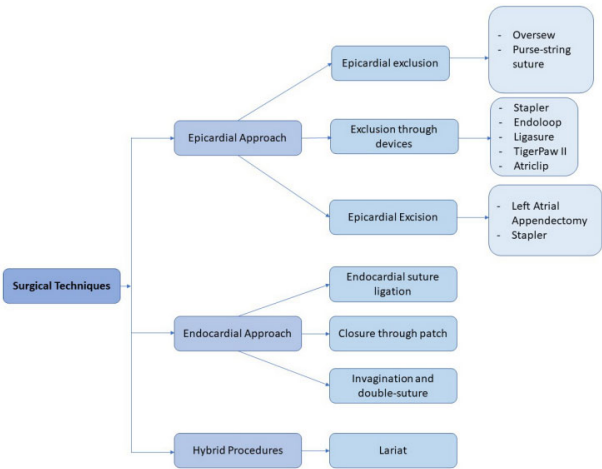 Surgical Techniques
Epicardial Approach
Epicardial exclusion
- Oversew
- Purse-string
suture
Exclusion through
devices
- Stapler
- Endoloop
- Ligasure
- TigerPaw II
- Atriclip
Epicardial Excision
- Left Atrial
Appendectomy
- Stapler
Endocardial Approach
Endocardial suture
ligation
Closure through patch
Invagination and
double-suture
Hybrid Procedures
Lariat